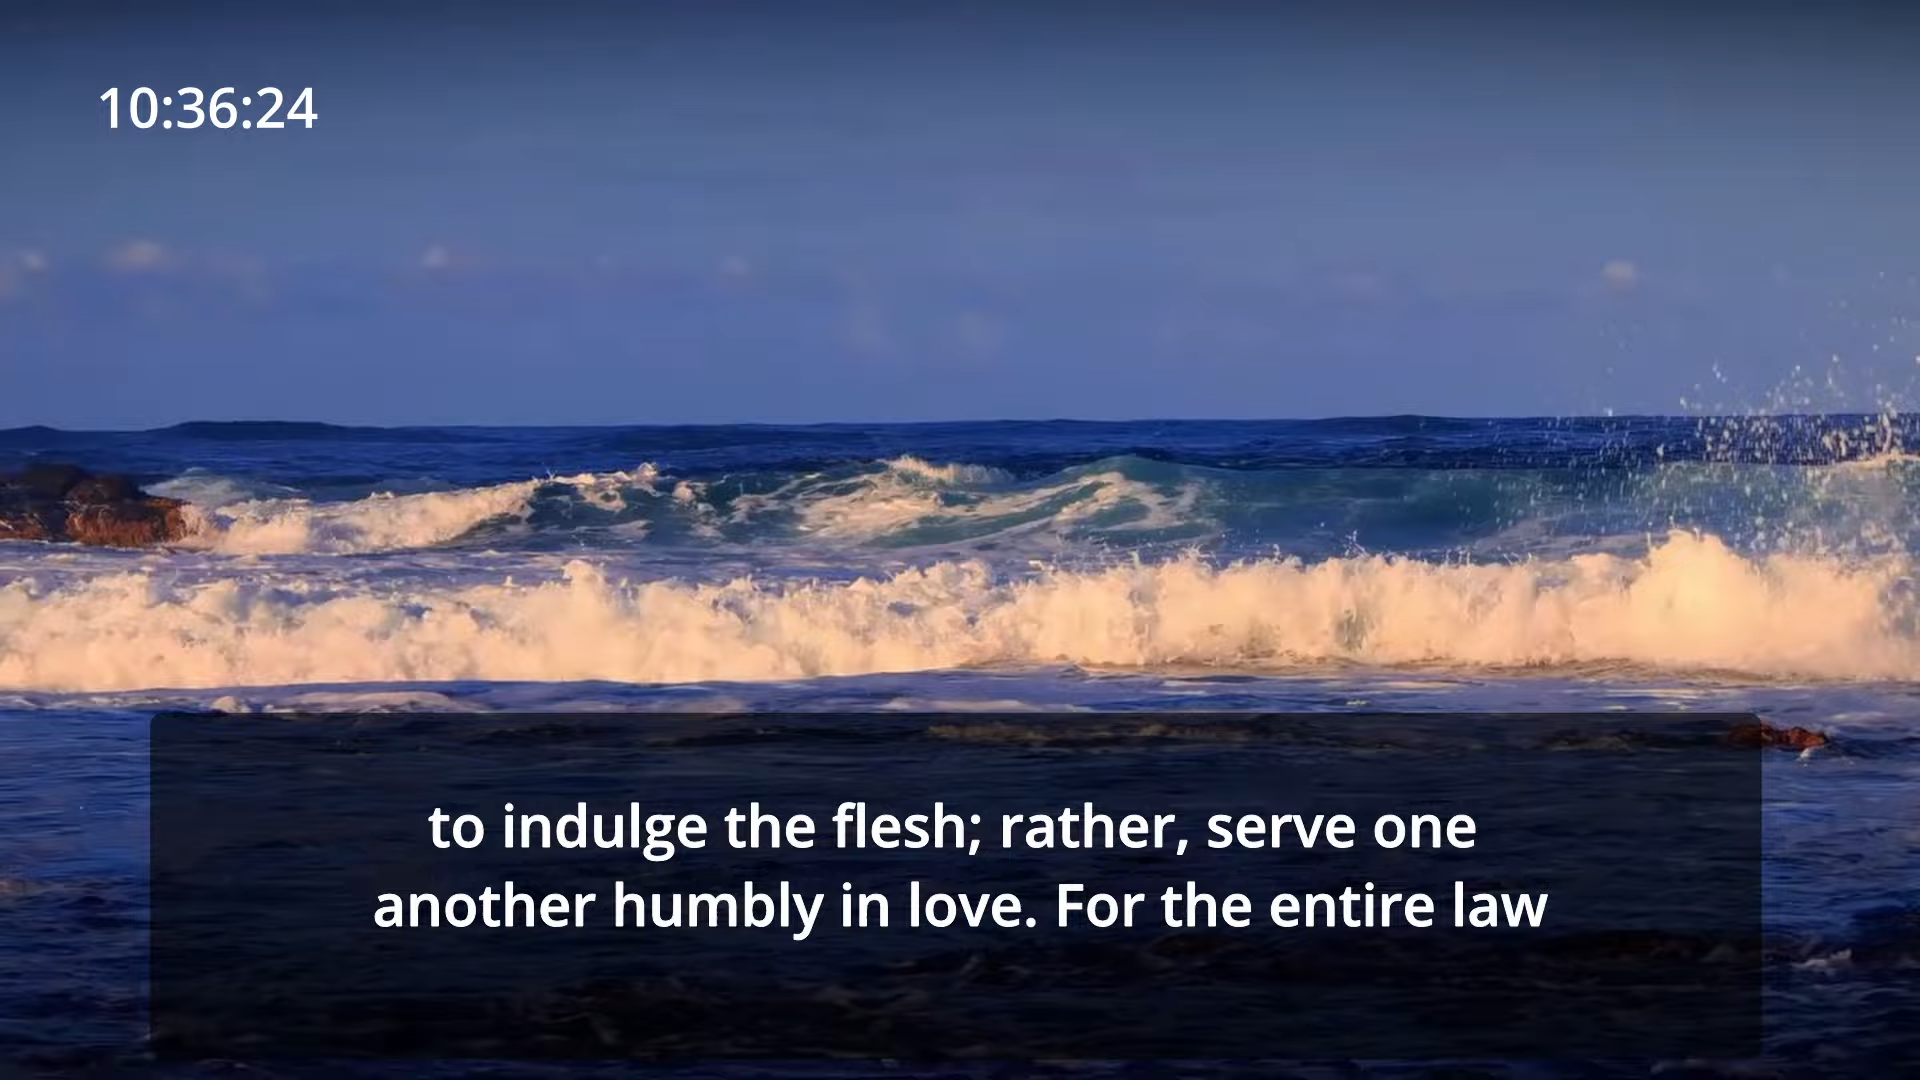 10:36:24
to indulge the flesh; rather, serve one
another humbly in love. For the entire law